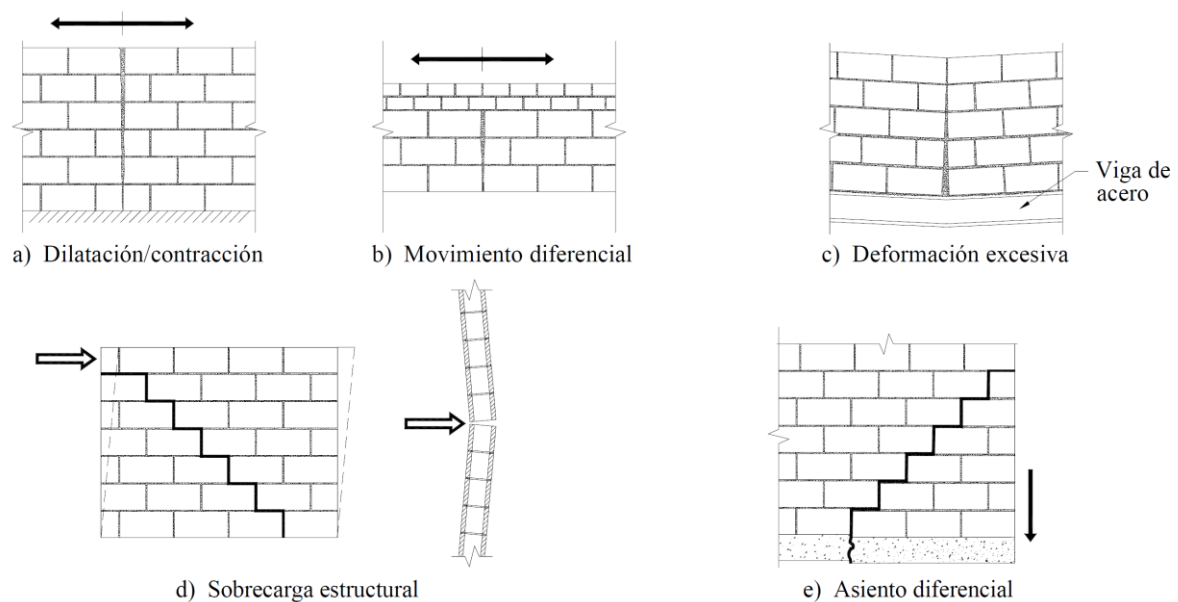 a) Dilatación/contracción
b) Movimiento diferencial
Viga de
acero
c) Deformación excesiva
d) Sobrecarga estructural
e) Asiento diferencial